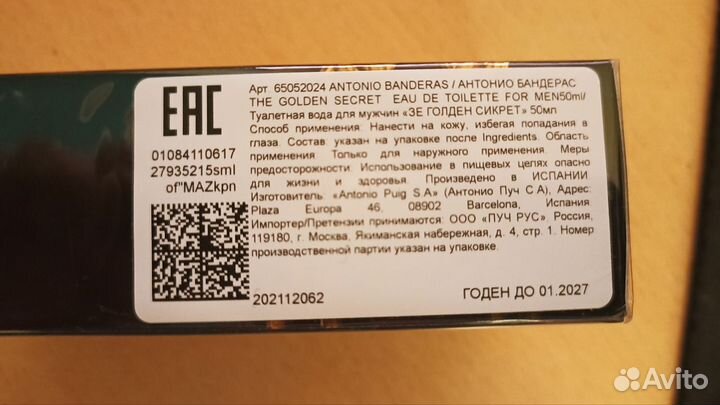 EAC
01084110617
27935215sml
of"MAZkpn
Арт. 65052024 ANTONIO BANDERAS / АНТОНИО БАНДЕРАС
THE GOLDEN SECRET EAU DE TOILETTE FOR MEN50ml/
Туалетная вода для мужчин «ЗЕ ГОЛДЕН СИКРЕТ» 50мл
Способ применения: Нанести на кожу, избегая попадания в
глаза. Состав указан на упаковке после Ingredients. Область
применения Только для наружного применения. Меры
предосторожности: Использование в пищевых целях опасно
для жизни и здоровья. Произведено в ИСПАНИИ.
Изготовитель: «Antonio Puig S.A» (Антонио Пуч С.А), Адрес:
Plaza Europa 46, 08902 Barcelona, Испания.
Импортер/Претензии принимаются: ООО «ПУЧ РУС». Россия,
119180, г. Москва, Якиманская набережная, д. 4, стр. 1. Номер
производственной партии указан на упаковке.
202112062
ГОДЕН ДО 01.2027
Avito